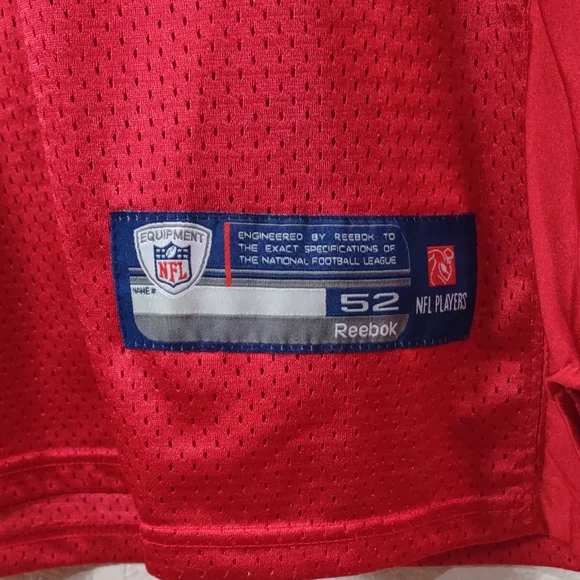 EQUIPMENT
NFL
ENGINEERED BY REEBOK TO
THE EXACT SPECIFICATIONS OF
THE NATIONAL FOOTBALL LEAGUE
NAME #
52
Reebok
NFL PLAYERS